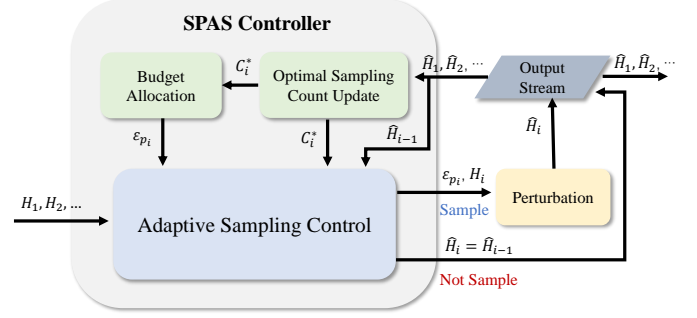 SPAS Controller
Budget
Allocation
C_i^*
Optimal Sampling
Count Update
Ĥ_1, Ĥ_2, ···
Output
Stream
Ĥ_1, Ĥ_2, ···
ε_{p_i}
C_i^*
Ĥ_{i−1}
Ĥ_i
H_1, H_2, ...
Adaptive Sampling Control
ε_{p_i}, H_i
Sample
Perturbation
Ĥ_i = Ĥ_{i−1}
Not Sample